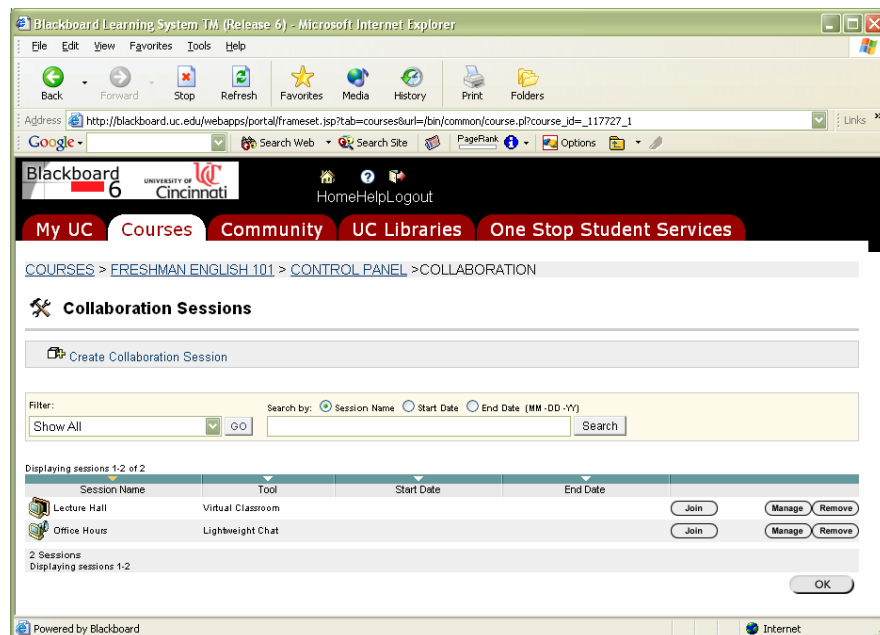 Blackboard Learning System TM (Release 6) - Microsoft Internet Explorer
File Edit View Favorites Tools Help
Back Forward Stop Refresh Favorites Media History Print Folders
Address http://blackboard.uc.edu/webapps/portal/frameset.jsp?tab=courses&url=/bin/common/course.pl?course_id=_117727_1 Links »
Google Search Web Search Site PageRank Options
Blackboard 6 UNIVERSITY OF UC Cincinnati
HomeHelpLogout
My UC Courses Community UC Libraries One Stop Student Services
COURSES > FRESHMAN ENGLISH 101 > CONTROL PANEL >COLLABORATION
Collaboration Sessions
Create Collaboration Session
Filter: Search by: Session Name Start Date End Date (MM-DD-YY)
Show All GO Search
Displaying sessions 1-2 of 2
Session Name Tool Start Date End Date
Lecture Hall Virtual Classroom Join Manage Remove
Office Hours Lightweight Chat Join Manage Remove
2 Sessions
Displaying sessions 1-2
OK
Powered by Blackboard Internet